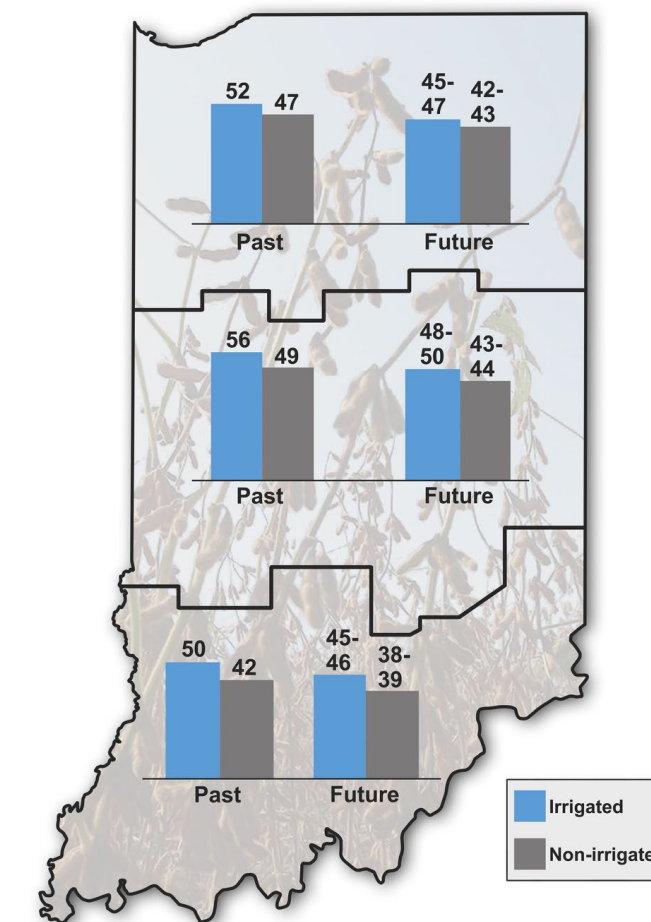 52
47
45-
47
42-
43
Past
Future
56
49
48-
50
43-
44
Past
Future
50
42
45-
46
38-
39
Past
Future
Irrigated
Non-irrigate